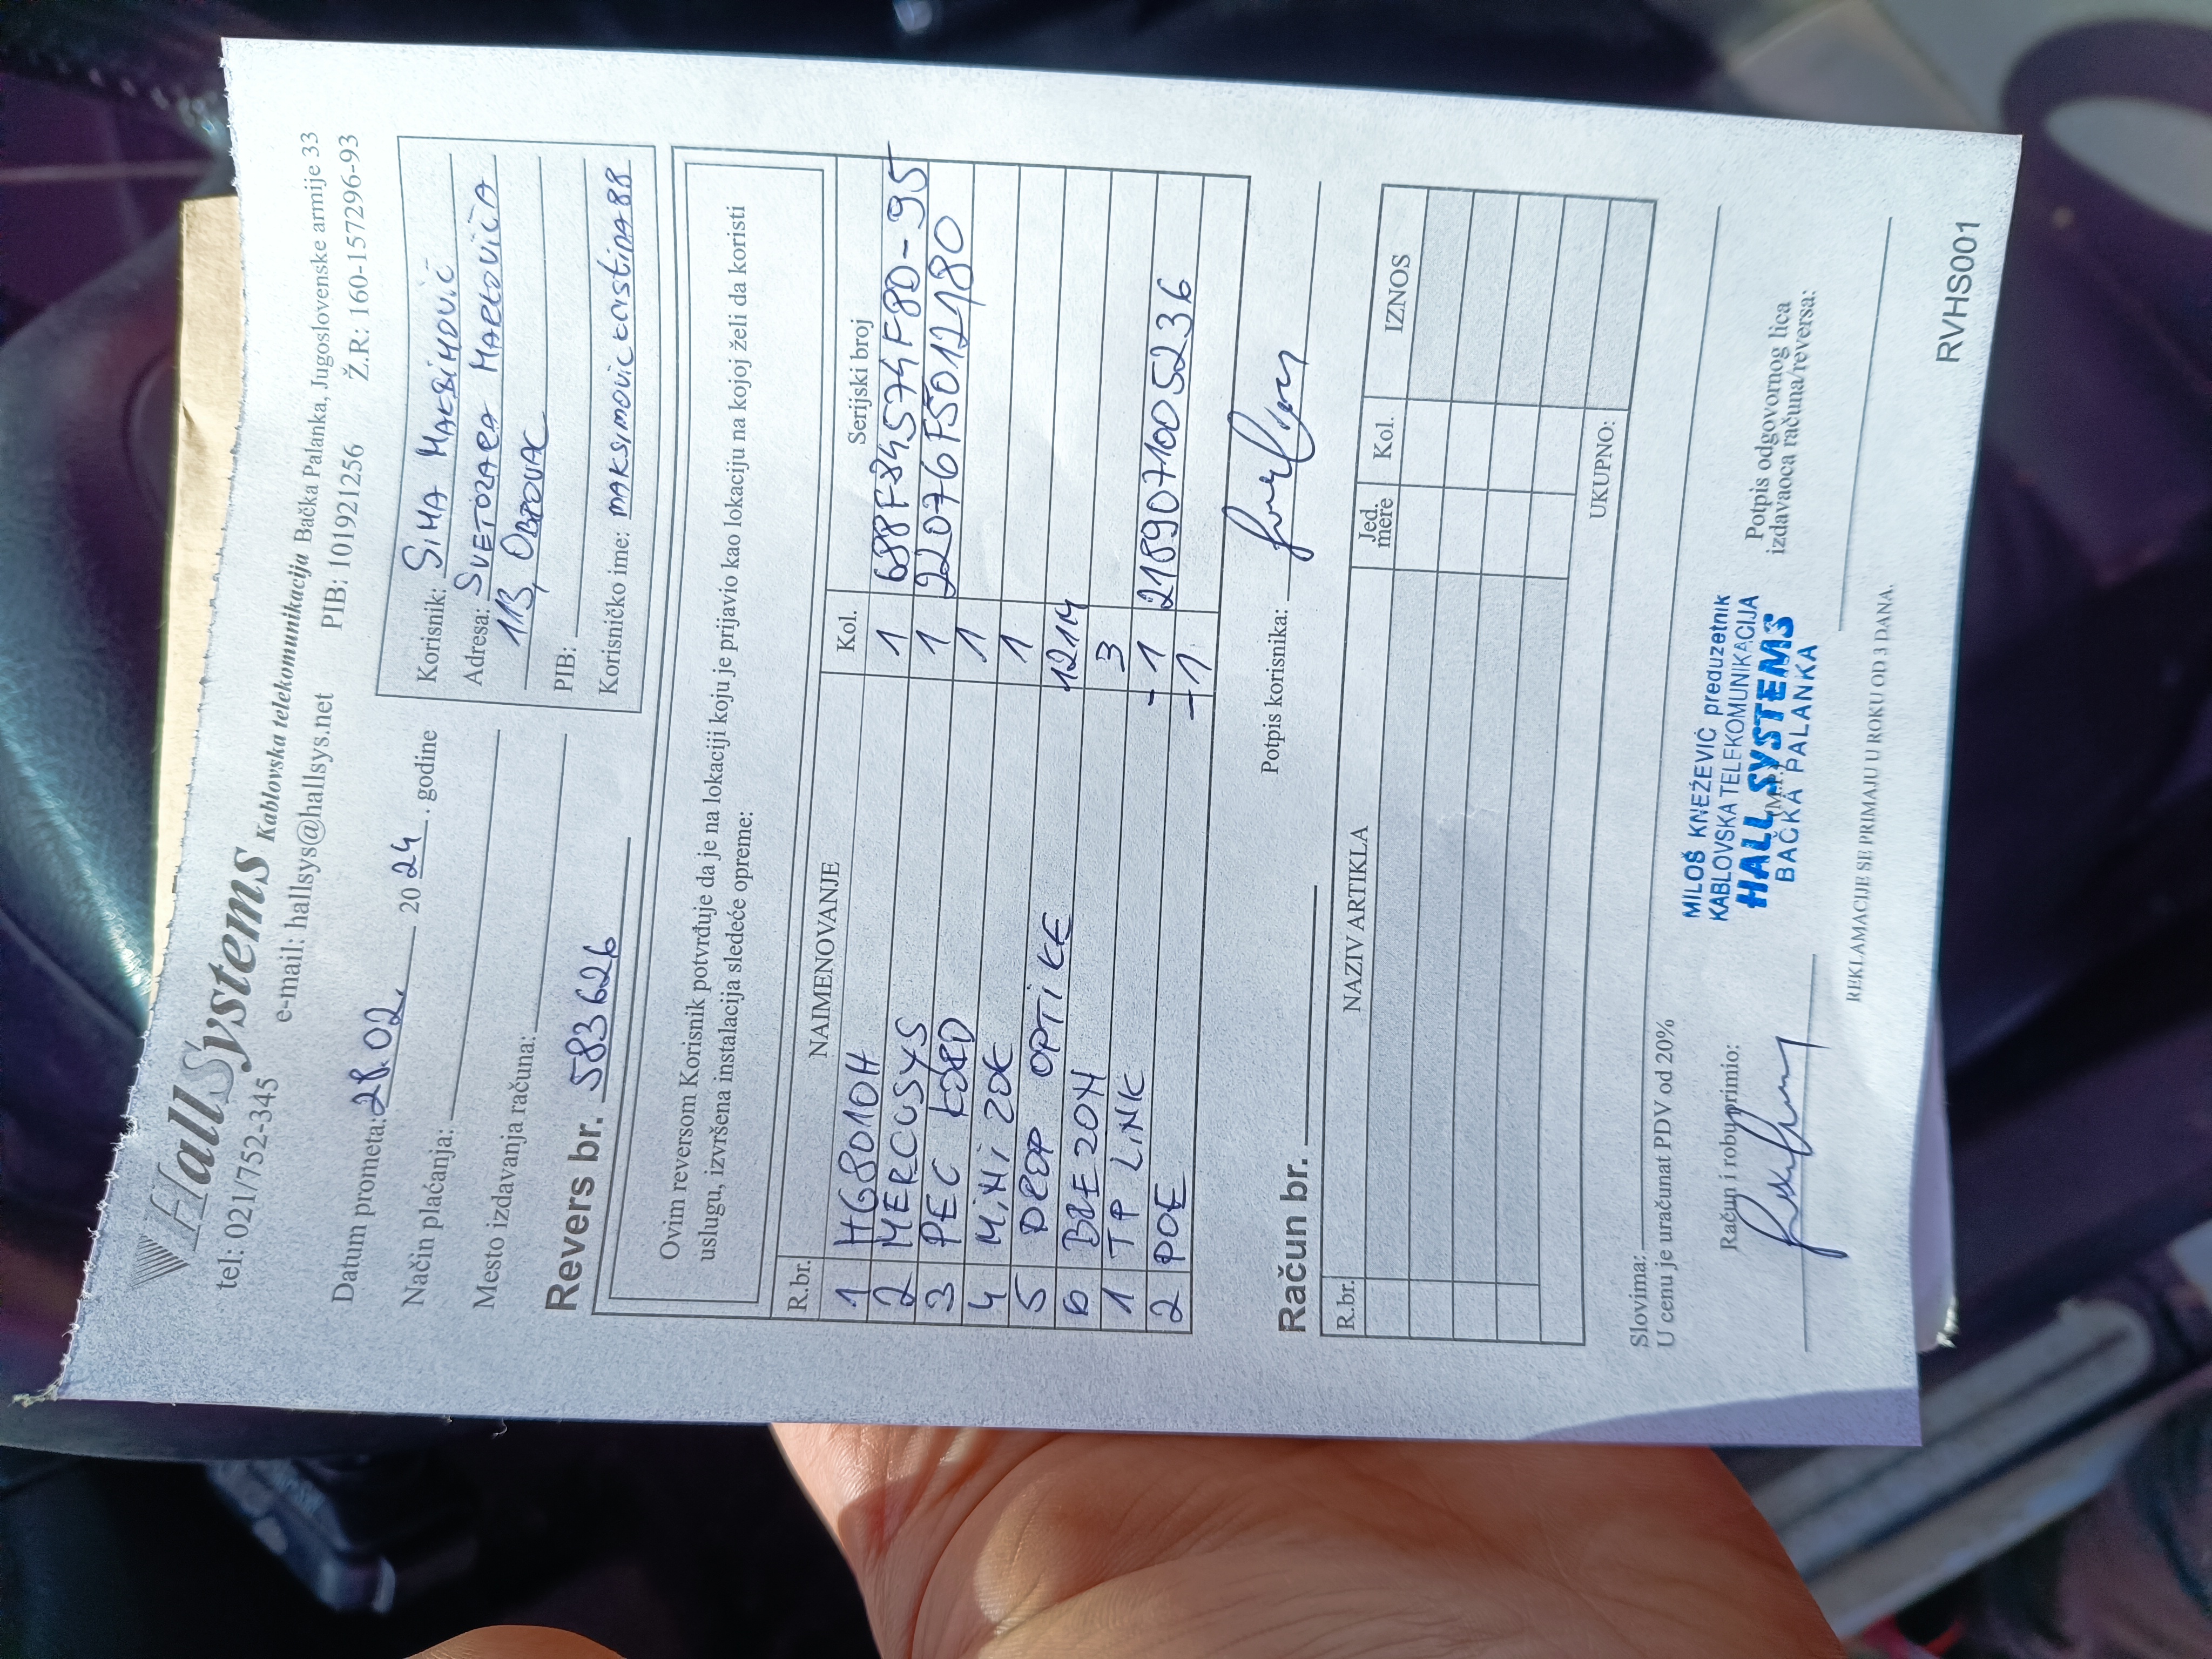 HallSystems Kablovska telekomunikacija Bačka Palanka, Jugoslovenske armije 33
tel: 021/752-345 e-mail: hallsys@hallsys.net PIB: 101921256 Ž.R: 160-157296-93
Datum prometa: 28.02. 2024. godine
Način plaćanja:
Mesto izdavanja računa:
Revers br. 583626
Korisnik: SIMA MAKSIMOVIĆ
Adresa: SVETOZARA MARKOVIĆA
113, OBROVAC
PIB:
Korisničko ime: MAKSIMOVICKRISTINA88
Ovim reversom Korisnik potvrđuje da je na lokaciji koju je prijavio kao lokaciju na kojoj želi da koristi
uslugu, izvršena instalacija sledeće opreme:
R.br. NAIMENOVANJE Kol. Serijski broj
1 HG8010H 1 688F84574F80-95
2 MERCUSYS 1 22076F5012180
3 PEC KORD 1
4 MINI ZOK 1
5 DROP OPTIKE 1214
6 BREZON 3
1 TP LINK -1 2189071005236
2 POE -1
Potpis korisnika:
Račun br.
R.br. NAZIV ARTIKLA Jed. mere Kol. IZNOS
UKUPNO:
Slovima:
U cenu je uračunat PDV od 20%
Račun i robu primio:
MILOŠ KNEŽEVIĆ preduzetnik
KABLOVSKA TELEKOMUNIKACIJA
HALL SYSTEMS
M.P.
BAČKA PALANKA
Potpis odgovornog lica
izdavaoca računa/reversa:
REKLAMACIJE SE PRIMAJU U ROKU OD 3 DANA.
RVHS001